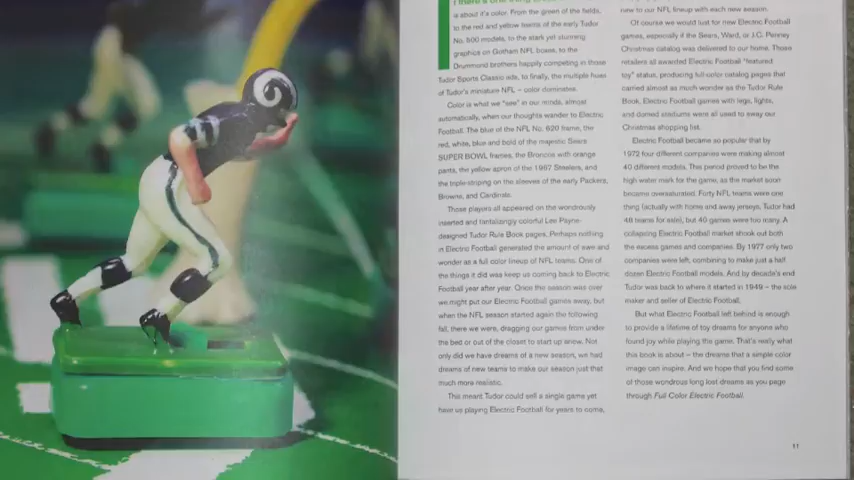 is about it's color. From the green of the fields,
to the red and yellow teams of the early Tudor
No. 500 models, to the stark yet stunning
graphics on Gotham NFL boxes, to the
Drummond brothers happily competing in those
Tudor Sports Classic ads, to finally, the multiple hues
of Tudor's miniature NFL – color dominates.
Color is what we "see" in our minds, almost
automatically, when our thoughts wander to Electric
Football. The blue of the NFL No. 620 frame, the
red, white, blue and bold of the majestic Sears
SUPER BOWL frames, the Broncos with orange
pants, the yellow apron of the 1967 Steelers, and
the triple-striping on the sleeves of the early Packers,
Browns, and Cardinals.
Those players all appeared on the wondrously
inserted and tantalizingly colorful Lee Payne-
designed Tudor Rule Book pages. Perhaps nothing
in Electric Football generated the amount of awe and
wonder as a full color lineup of NFL teams. One of
the things it did was keep us coming back to Electric
Football year after year. Once the season was over
we might put our Electric Football games away, but
when the NFL season started again the following
fall, there we were, dragging our games from under
the bed or out of the closet to start up anew. Not
only did we have dreams of a new season, we had
dreams of new teams to make our season just that
much more realistic.
This meant Tudor could sell a single game yet
have us playing Electric Football for years to come,
new to our NFL lineup with each new season.
Of course we would lust for new Electric Football
games, especially if the Sears, Ward, or J.C. Penney
Christmas catalog was delivered to our home. Those
retailers all awarded Electric Football "featured
toy" status, producing full-color catalog pages that
carried almost as much wonder as the Tudor Rule
Book. Electric Football games with legs, lights,
and domed stadiums were all used to sway our
Christmas shopping list.
Electric Football became so popular that by
1972 four different companies were making almost
40 different models. This period proved to be the
high water mark for the game, as the market soon
became oversaturated. Forty NFL teams were one
thing (actually with home and away jerseys, Tudor had
48 teams for sale), but 40 games were too many. A
collapsing Electric Football market shook out both
the excess games and companies. By 1977 only two
companies were left, combining to make just a half
dozen Electric Football models. And by decade's end
Tudor was back to where it started in 1949 – the sole
maker and seller of Electric Football.
But what Electric Football left behind is enough
to provide a lifetime of toy dreams for anyone who
found joy while playing the game. That's really what
this book is about – the dreams that a simple color
image can inspire. And we hope that you find some
of those wondrous long lost dreams as you page
through Full Color Electric Football.
11